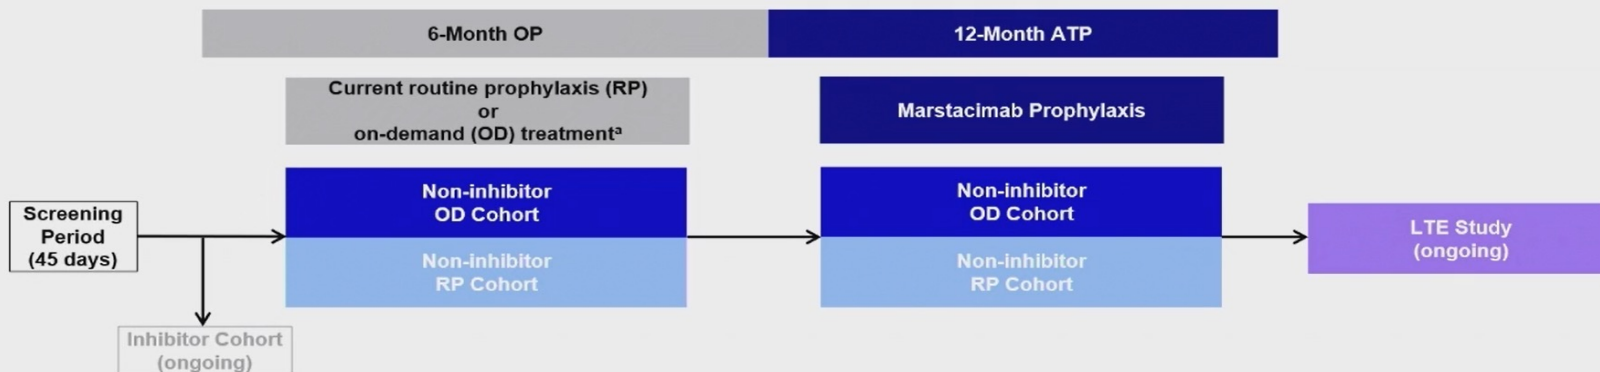 6-Month OP
12-Month ATP
Current routine prophylaxis (RP)
or
on-demand (OD) treatmentᵃ
Marstacimab Prophylaxis
Screening
Period
(45 days)
Non-inhibitor
OD Cohort
Non-inhibitor
RP Cohort
Non-inhibitor
OD Cohort
Non-inhibitor
RP Cohort
LTE Study
(ongoing)
Inhibitor Cohort
(ongoing)